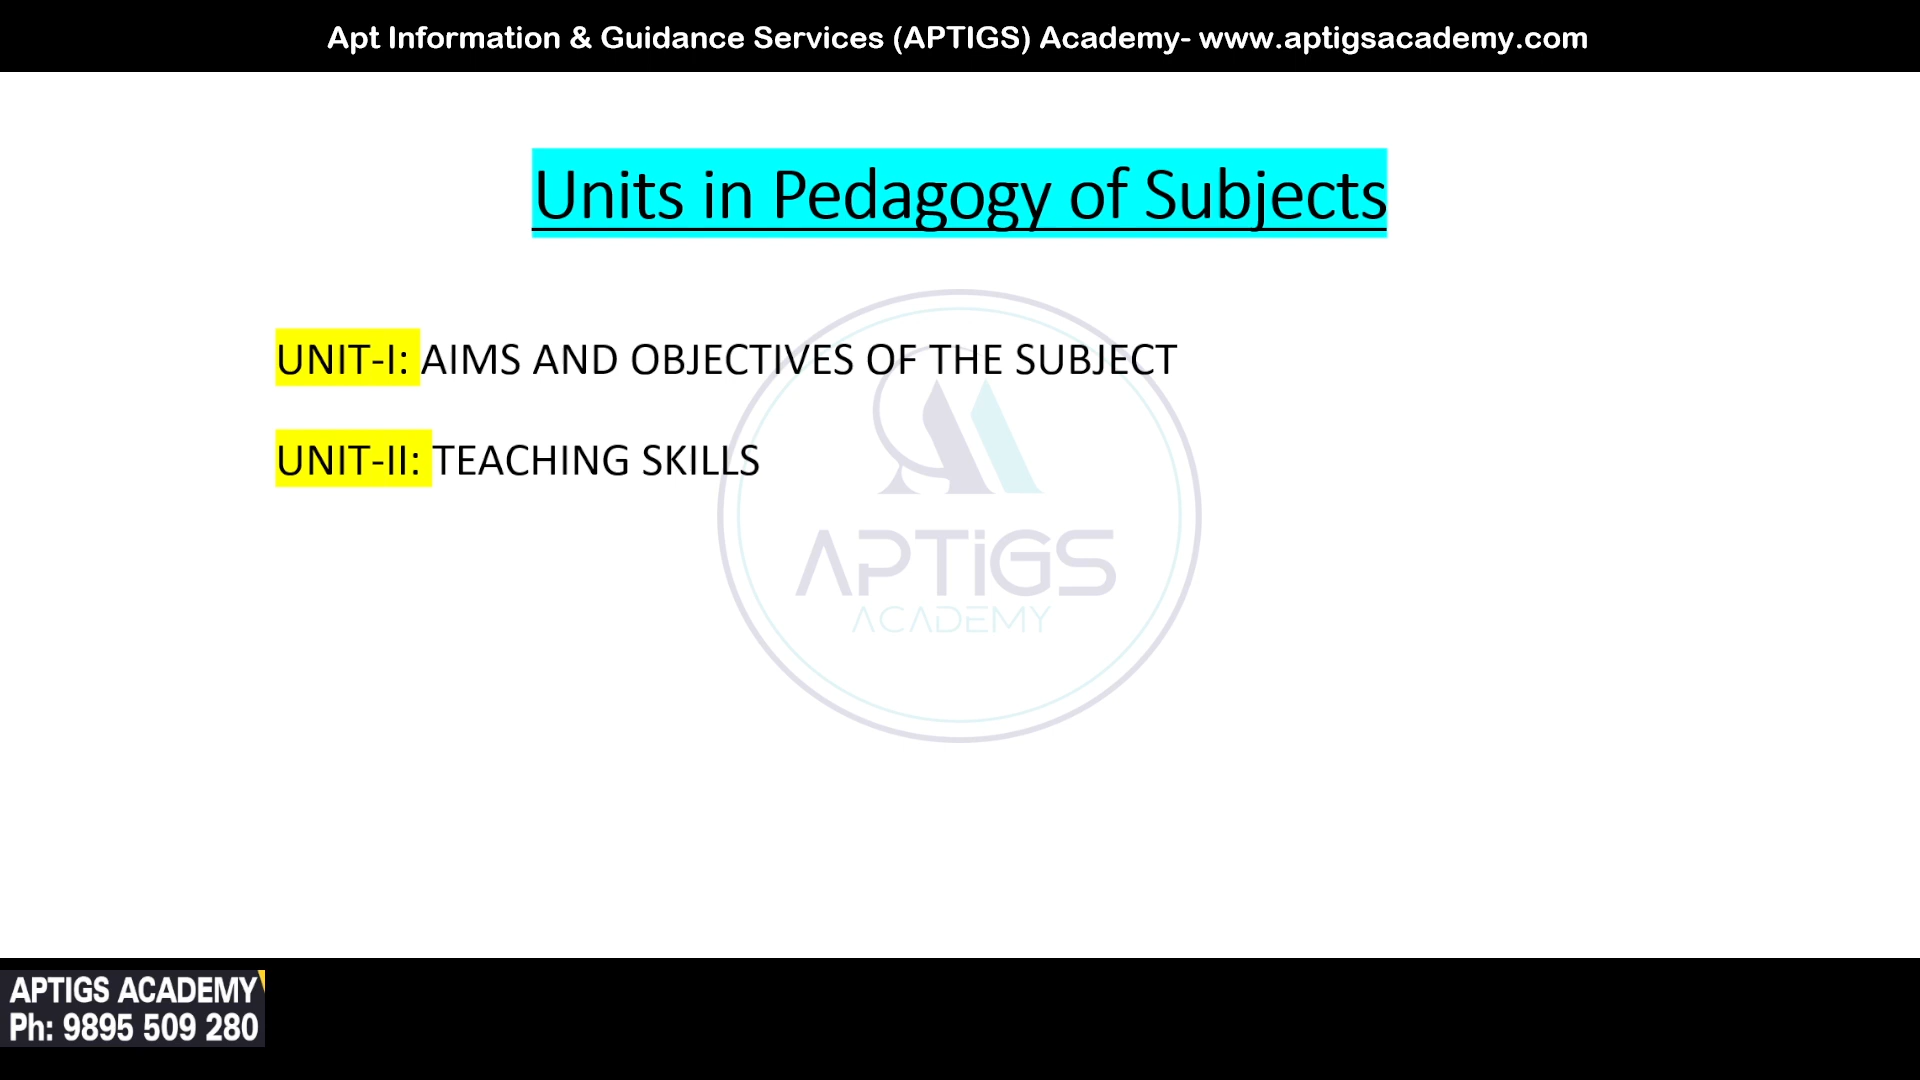 Apt Information & Guidance Services (APTIGS) Academy- www.aptigsacademy.com
Units in Pedagogy of Subjects
UNIT-I: AIMS AND OBJECTIVES OF THE SUBJECT
UNIT-II: TEACHING SKILLS
APTiGS
ACADEMY
APTIGS ACADEMY
Ph: 9895 509 280